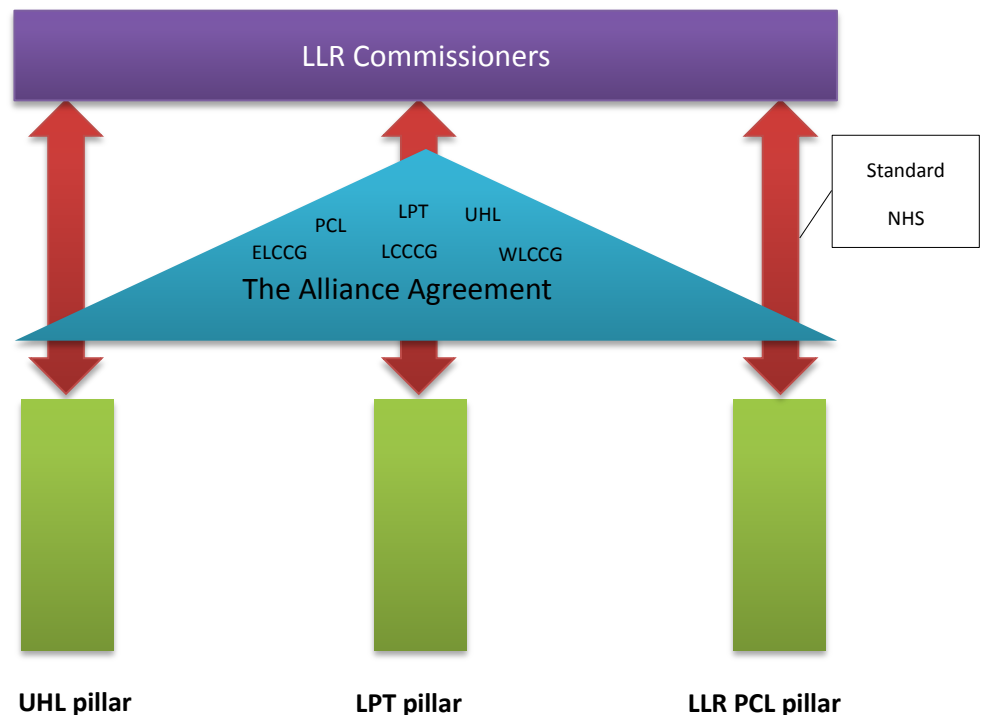 LLR Commissioners
Standard
NHS
PCL LPT UHL
ELCCG LCCCG WLCCG
The Alliance Agreement
UHL pillar LPT pillar LLR PCL pillar